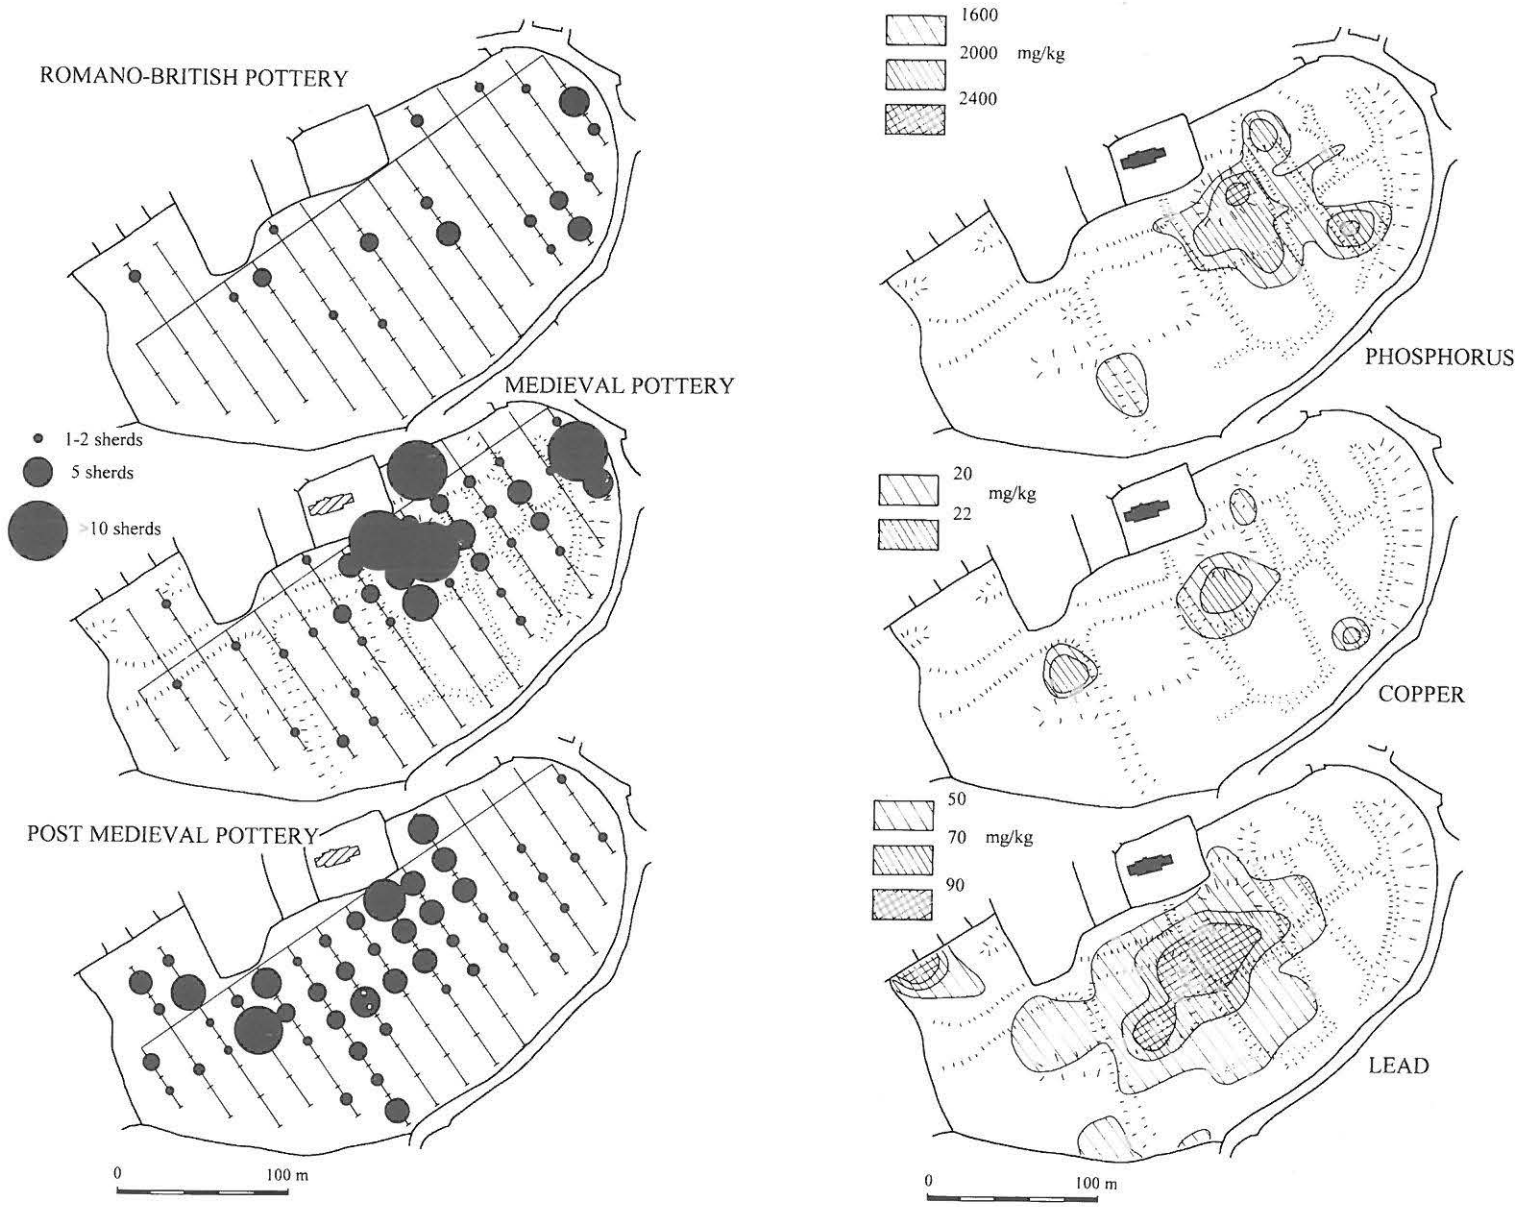 ROMANO-BRITISH POTTERY
MEDIEVAL POTTERY
1-2 sherds
5 sherds
>10 sherds
POST MEDIEVAL POTTERY
0 100 m
1600
2000 mg/kg
2400
PHOSPHORUS
20
mg/kg
22
COPPER
50
70
mg/kg
90
LEAD
0 100 m